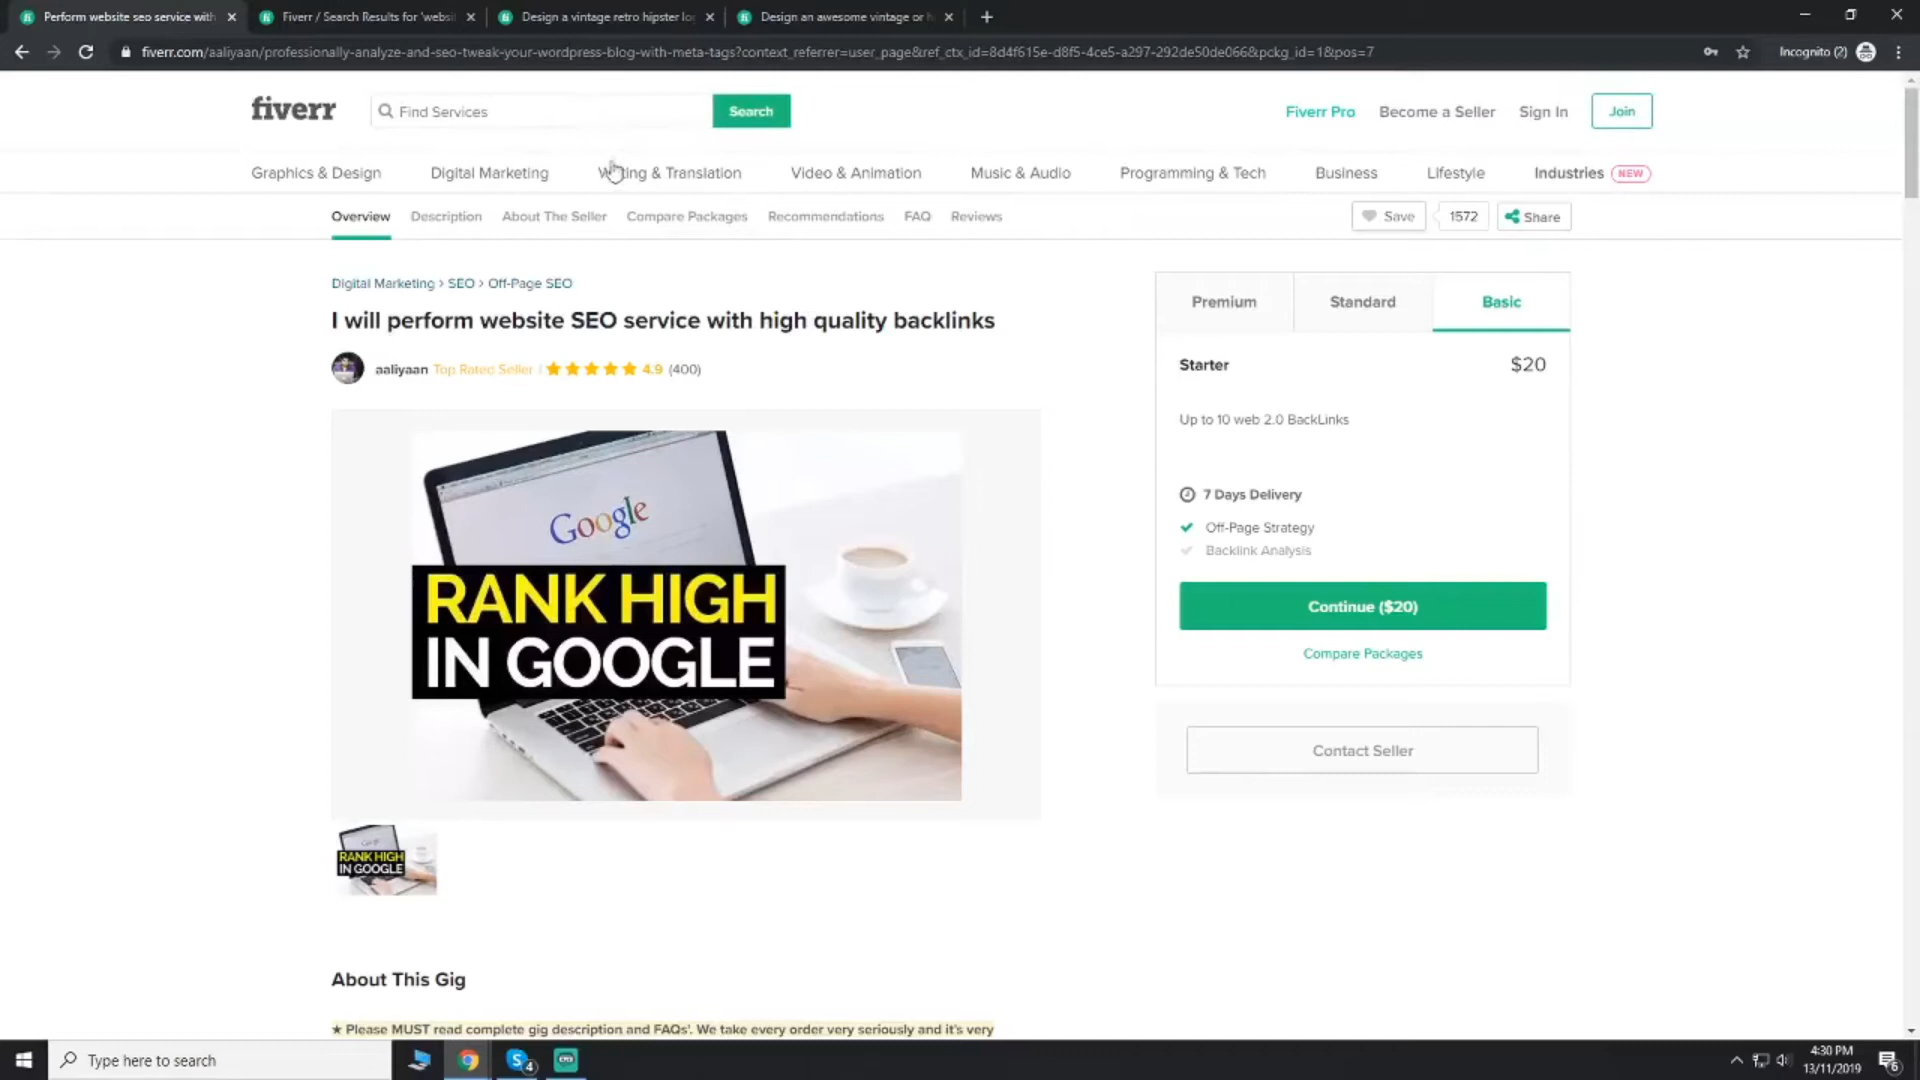 Perform website seo service with
Fiverr / Search Results for 'websi
Design a vintage retro hipster lo
Design an awesome vintage or h
fiverr.com/aaliyaan/professionally-analyze-and-seo-tweak-your-wordpress-blog-with-meta-tags?context_referrer=user_page&ref_ctx_id=8d4f615e-d8f5-4ce5-a297-292de50de066&pckg_id=1&pos=7
Incognito (2)
fiverr
Find Services
Search
Fiverr Pro
Become a Seller
Sign In
Join
Graphics & Design
Digital Marketing
Writing & Translation
Video & Animation
Music & Audio
Programming & Tech
Business
Lifestyle
Industries NEW
Overview
Description
About The Seller
Compare Packages
Recommendations
FAQ
Reviews
Save
1572
Share
Digital Marketing > SEO > Off-Page SEO
I will perform website SEO service with high quality backlinks
aaliyaan Top Rated Seller | 4.9 (400)
Premium
Standard
Basic
Starter
$20
Up to 10 web 2.0 BackLinks
7 Days Delivery
Off-Page Strategy
Backlink Analysis
Continue ($20)
Compare Packages
Contact Seller
Google
RANK HIGH
IN GOOGLE
Google
RANK HIGH
IN GOOGLE
About This Gig
★ Please MUST read complete gig description and FAQs'. We take every order very seriously and it's very
Type here to search
4
4:30 PM
13/11/2019
6